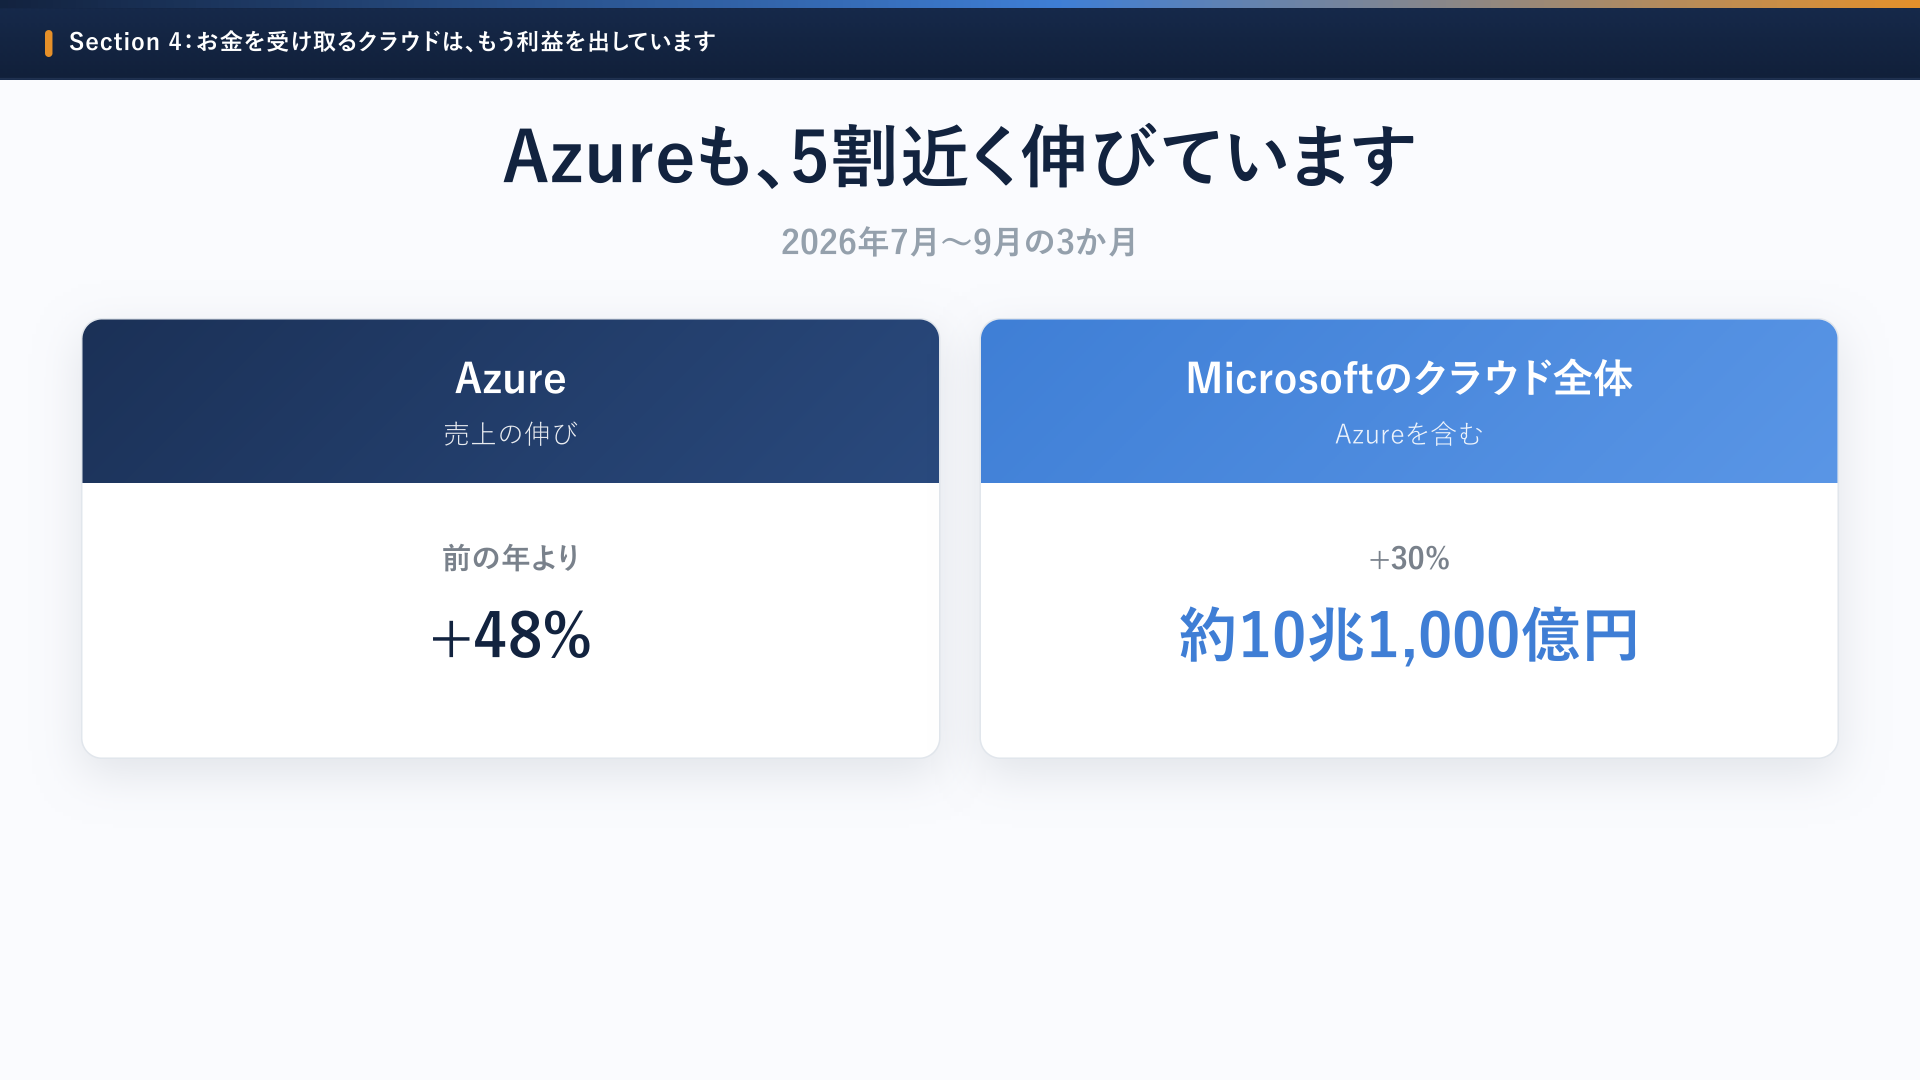 Section 4：お金を受け取るクラウドは、もう利益を出しています
Azureも、5割近く伸びています
2026年7月〜9月の3か月
Azure
売上の伸び
前の年より
+48%
Microsoftのクラウド全体
Azureを含む
+30%
約10兆1,000億円